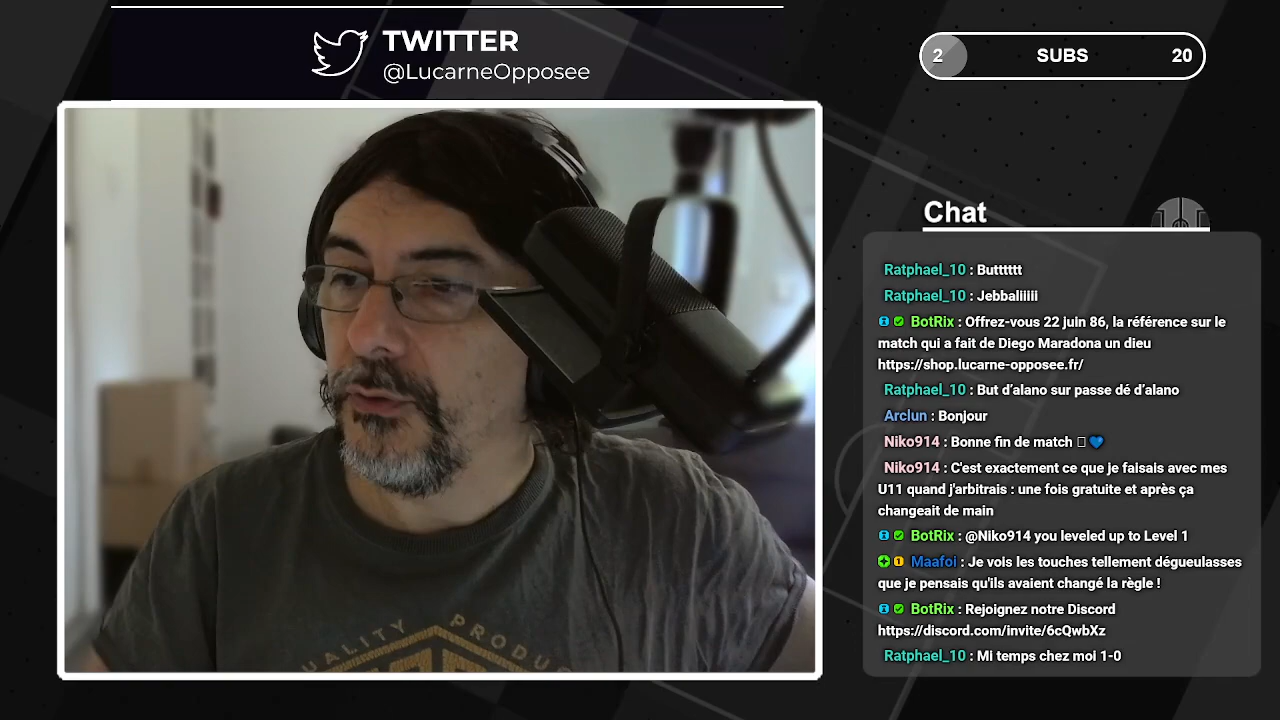 TWITTER
@LucarneOpposee
2 SUBS 20
Chat
Ratphael_10 : Butttttt
Ratphael_10 : Jebbaliiiii
BotRix : Offrez-vous 22 juin 86, la référence sur le
match qui a fait de Diego Maradona un dieu
https://shop.lucarne-opposee.fr/
Ratphael_10 : But d’alano sur passe dé d’alano
Arclun : Bonjour
Niko914 : Bonne fin de match 💙
Niko914 : C'est exactement ce que je faisais avec mes
U11 quand j'arbitrais : une fois gratuite et après ça
changeait de main
BotRix : @Niko914 you leveled up to Level 1
1 Maafoi : Je vois les touches tellement dégueulasses
que je pensais qu'ils avaient changé la règle !
BotRix : Rejoignez notre Discord
https://discord.com/invite/6cQwbXz
Ratphael_10 : Mi temps chez moi 1-0